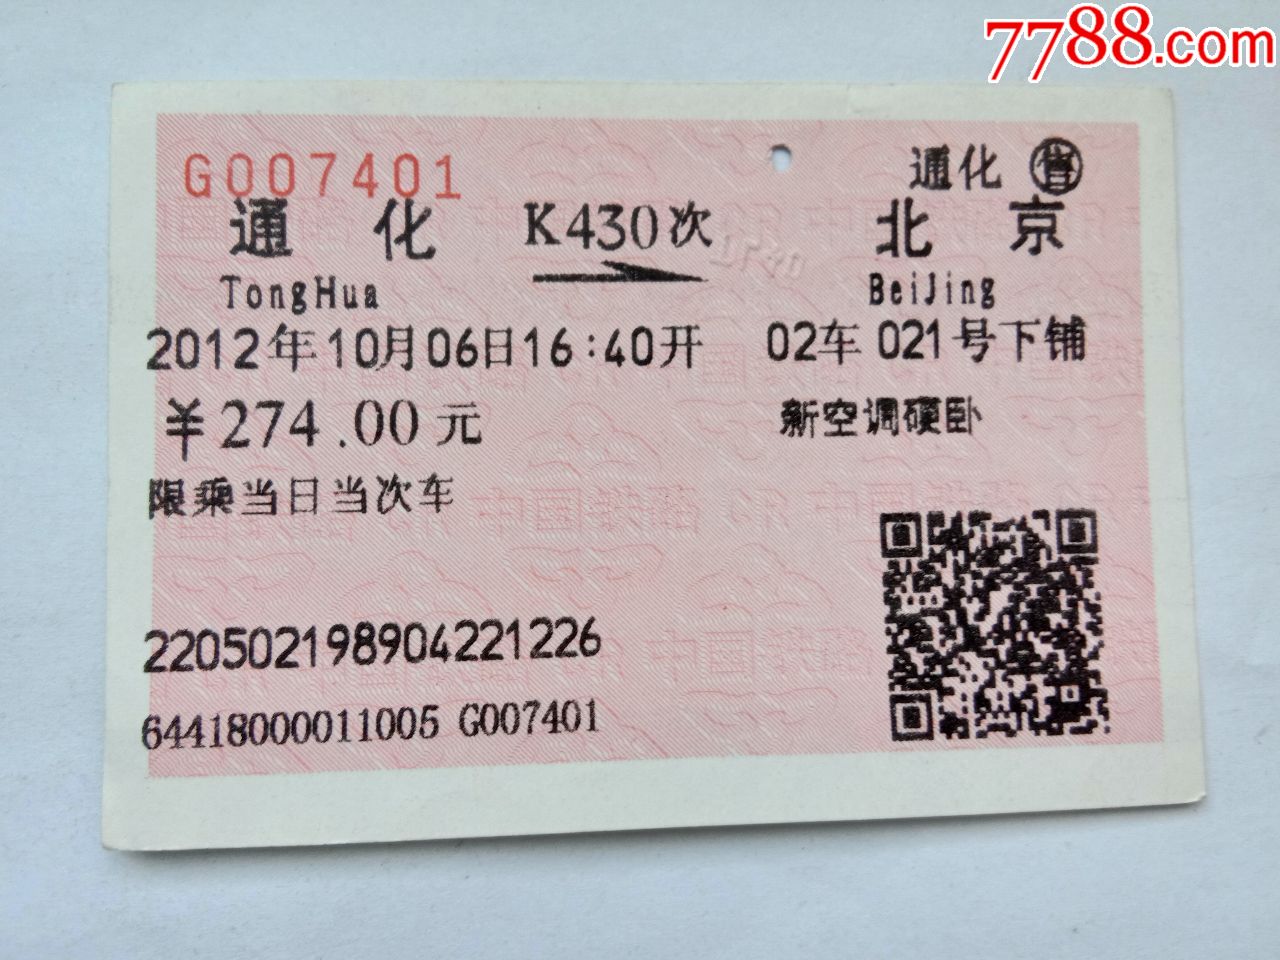 7788.com
G007401
通化 售
通化 K430次 北京
TongHua BeiJing
2012年10月06日16:40开 02车021号下铺
¥274.00元 新空调硬卧
限乘当日当次车
220502198904221226
64418000011005 G007401